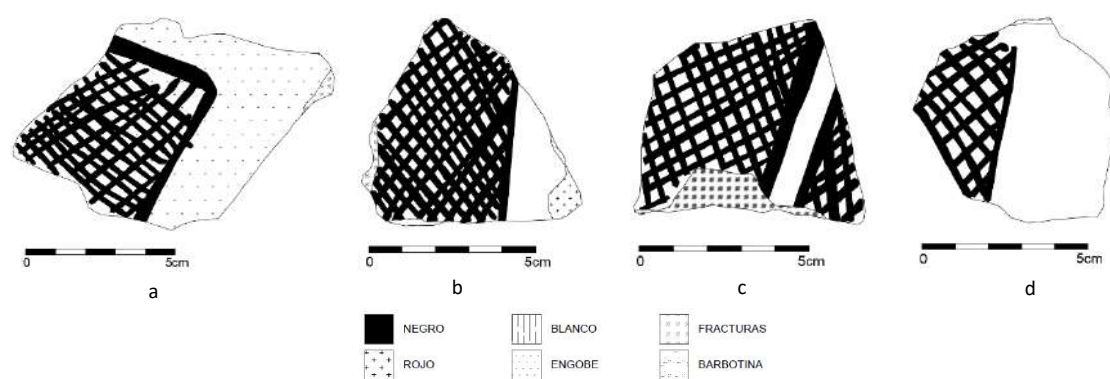 0 5cm
0 5cm
0 5cm
0 5cm
a
b
c
d
NEGRO
BLANCO
FRACTURAS
ROJO
ENGOBE
BARBOTINA